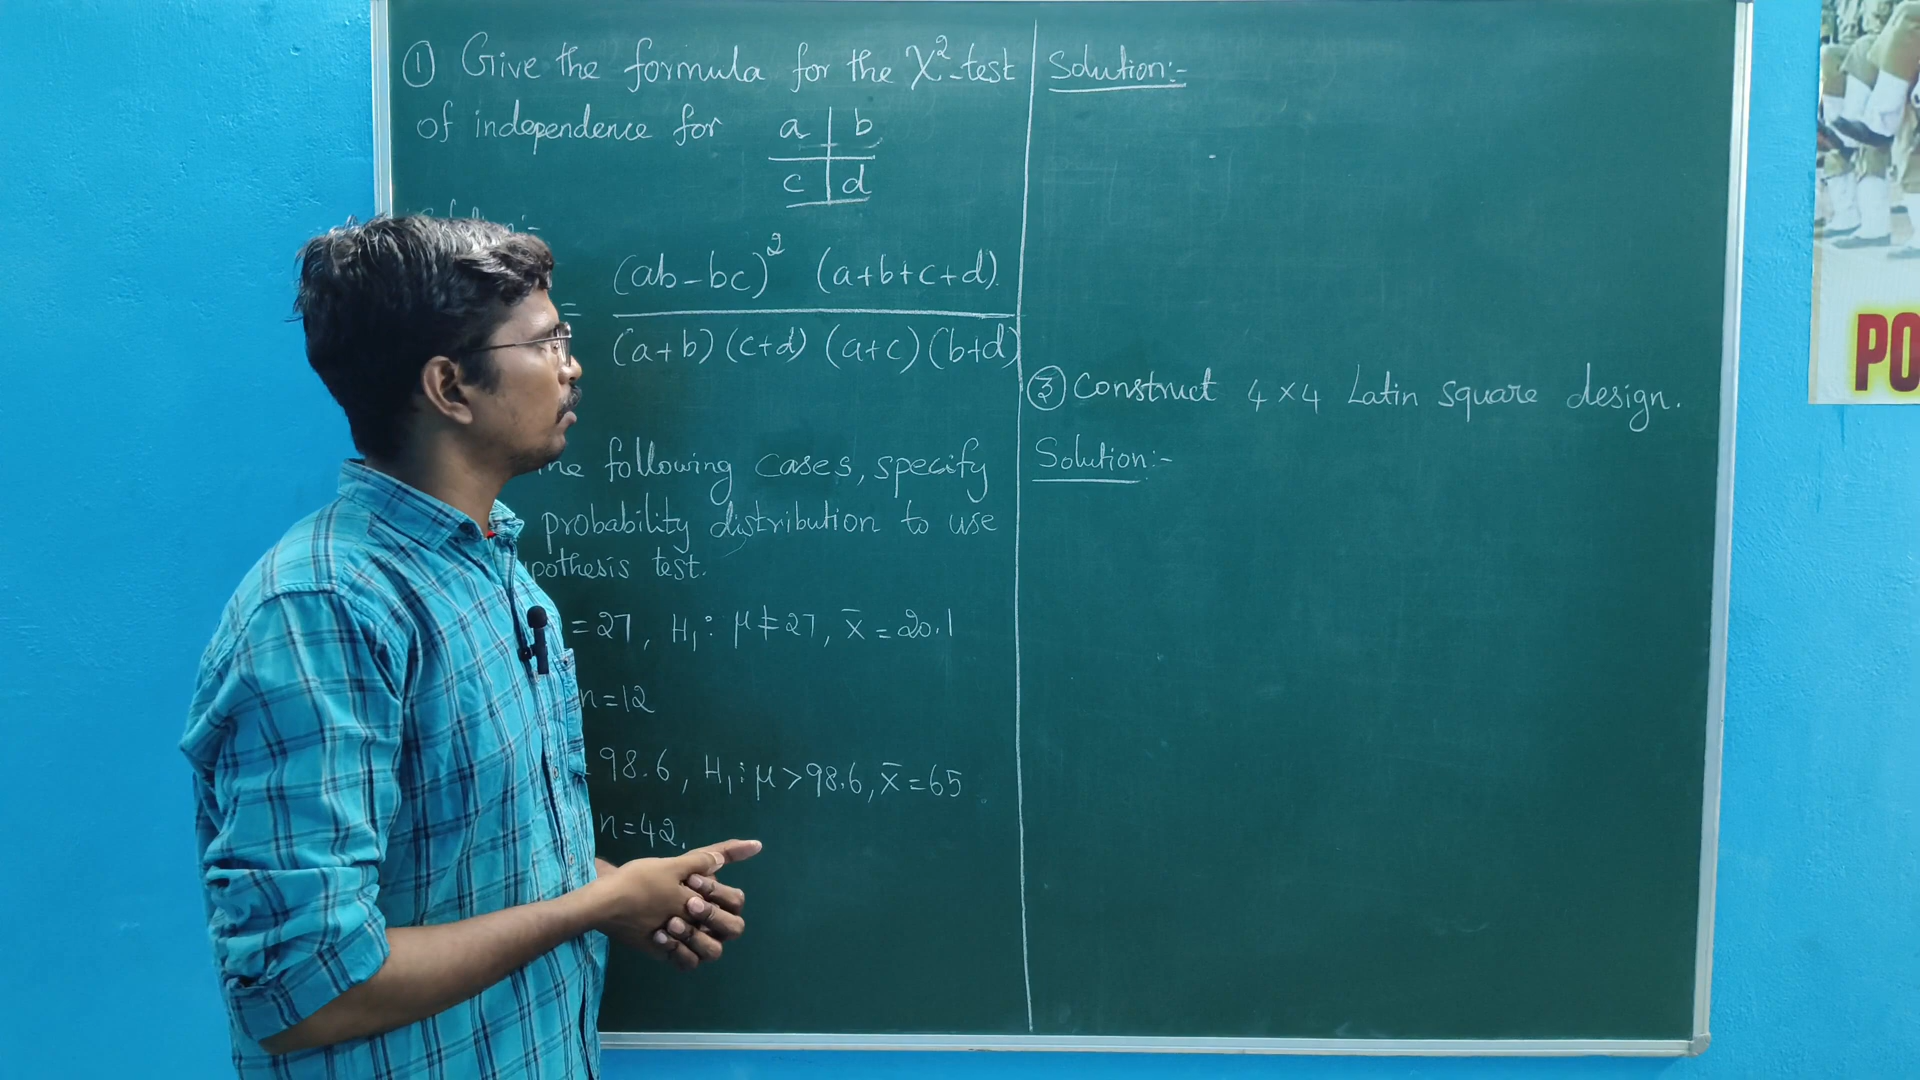 ① Give the formula for the χ²-test
of independence for a b
c d
= (ab-bc)² (a+b+c+d)
(a+b)(c+d)(a+c)(b+d)
following cases, specify
probability distribution to use
test.
=27, H₁: μ≠27, x̄=20.1
n=12
98.6, H₁: μ>98.6, x̄=65
n=42.
Solution:-
③ Construct 4×4 Latin square design.
Solution:-
PO